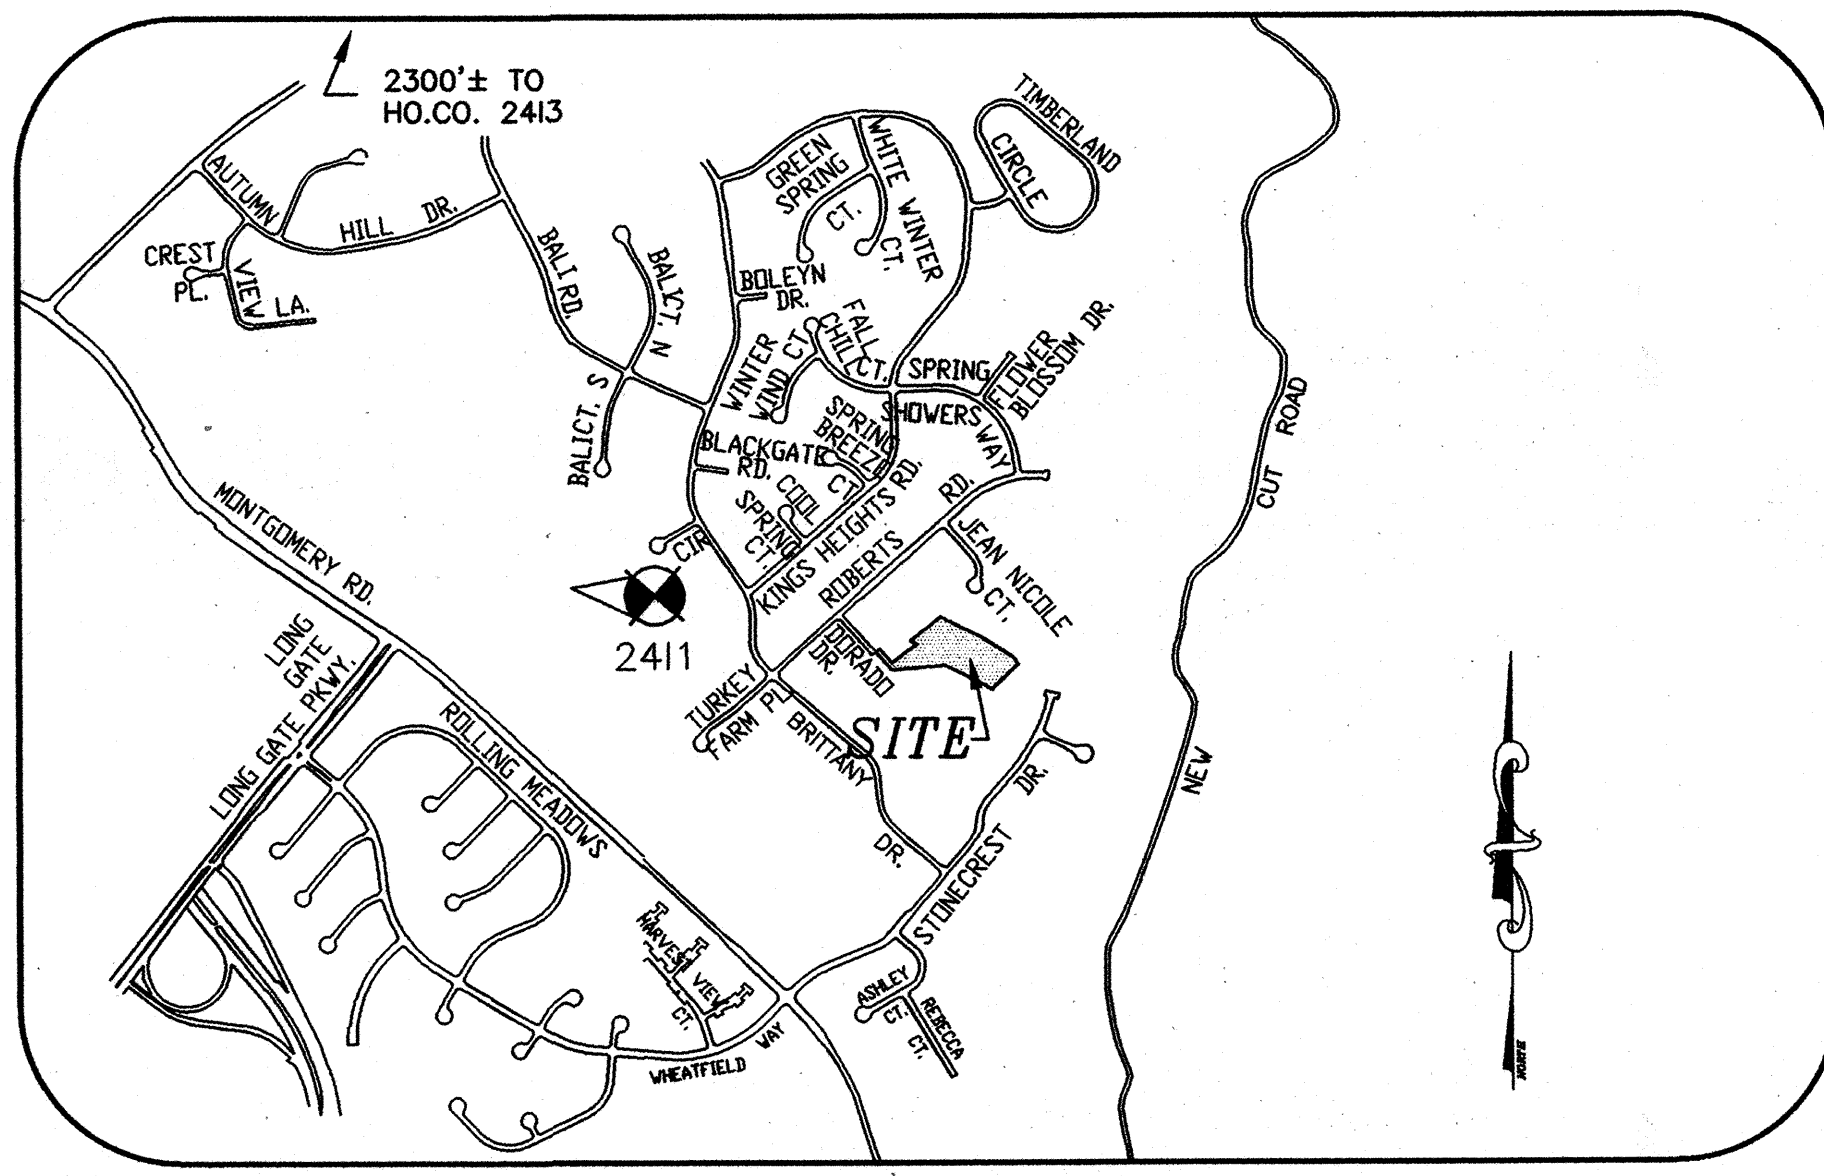 2300'± TO
HO.CO. 2413
TIMBERLAND
CIRCLE
AUTUMN
HILL DR.
CREST
PL.
VIEW LA.
BALI RD.
BALI CT. N
BALI CT. S
GREEN
SPRING
CT.
WHITE WINTER
CT.
BOLEYN
DR.
FALL
CHILL
CT.
WINTER
WIND CT.
SPRING
SHOWERS
WAY
FLOWER
BLOSSOM DR.
SPRING
BREEZE
CT.
BLACKGATE
RD.
COOL
SPRING
CT.
CIR
KINGS HEIGHTS RD.
ROBERTS RD.
JEAN NICOLE
CT.
NEW CUT ROAD
MONTGOMERY RD.
2411
LONG
GATE
PKWY.
LONG GATE
DORADO
DR.
TURKEY
FARM PL
BRITTANY
DR.
SITE
ROLLING MEADOWS
STONECREST
DR.
HARVEST
VIEW
CT.
ASHLEY
CT.
REBECCA
CT.
WHEATFIELD WAY
NORTH